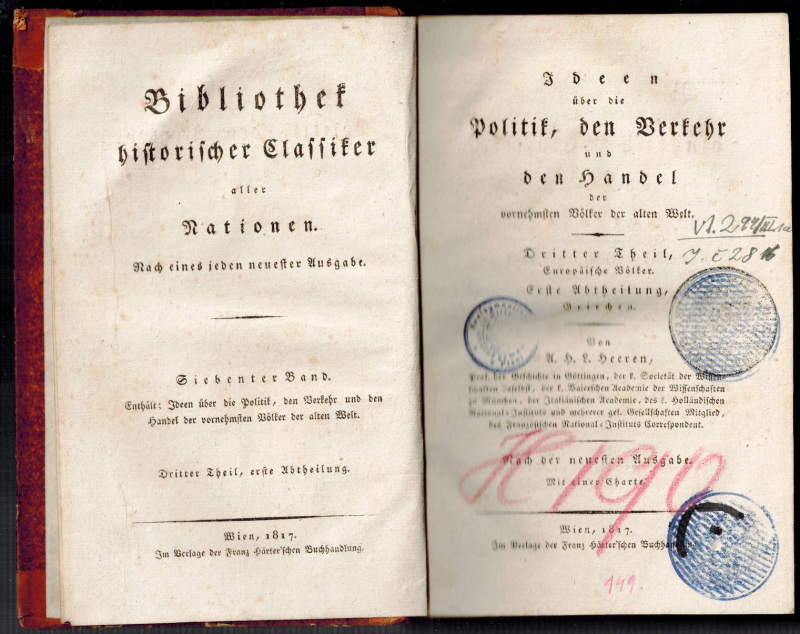 Bibliothek
historischer Classiker
aller
Nationen.
Nach eines jeden neuester Ausgabe.
Siebenter Band.
Enthält: Ideen über die Politik, den Verkehr und den
Handel der vornehmsten Völker der alten Welt.
Dritter Theil, erste Abtheilung.
Wien, 1817.
Im Verlage der Franz Härter'schen Buchhandlung.
Ideen
über die
Politik, den Verkehr
und
den Handel
der
vornehmsten Völker der alten Welt.
Dritter Theil,
Europäische Völker.
Erste Abtheilung,
Griechen.
Von
A. H. L. Heeren,
Prof. der Geschichte in Göttingen, der k. Societät der Wissen-
schaften daselbst, der k. Baierschen Academie der Wissenschaften
zu München, der Italiänischen Academie, des k. Holländischen
National-Instituts und mehrerer gel. Gesellschaften Mitglied,
des Französischen National-Instituts Correspondent.
H 190
Nach der neuesten Ausgabe.
Mit einer Charte.
Wien, 1817.
Im Verlage der Franz Härter'schen Buchhandlung.
149.